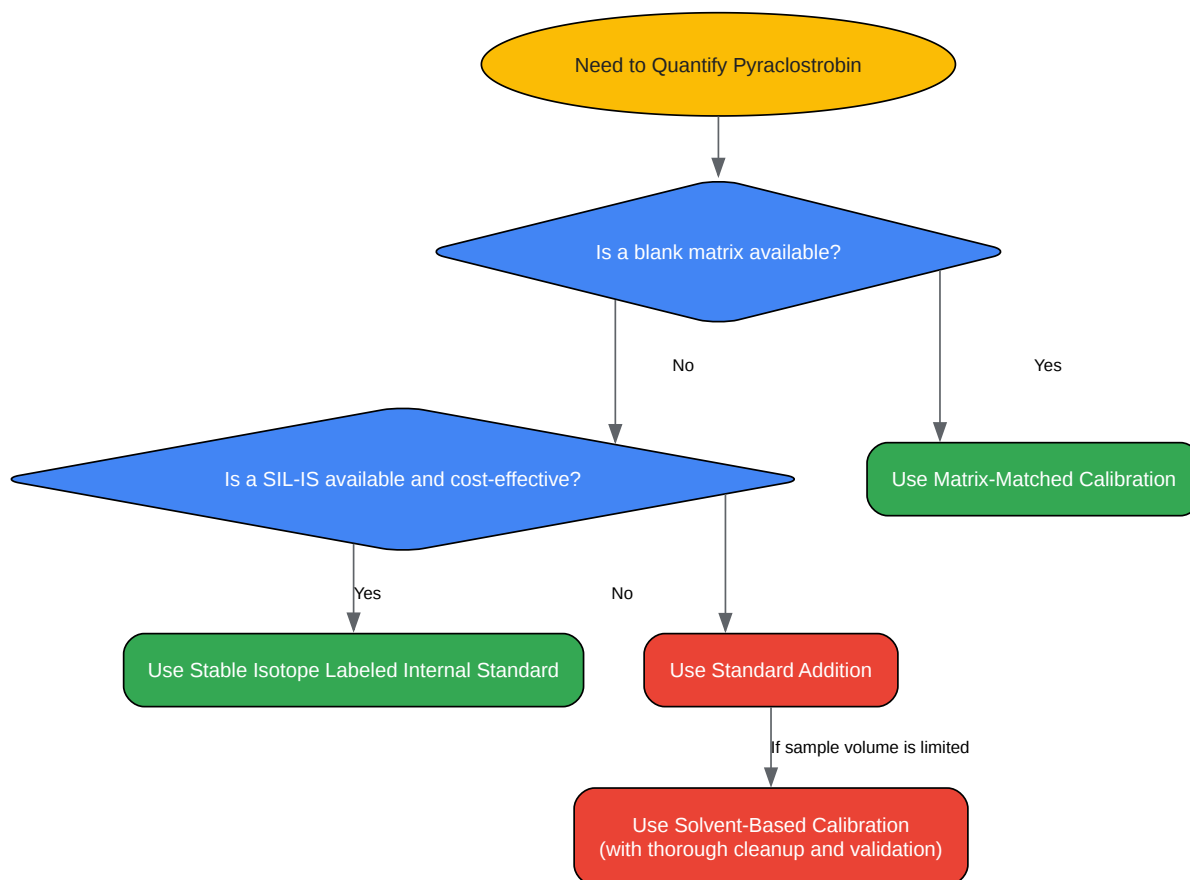 Need to Quantify Pyraclostrobin
Is a blank matrix available?
No
Yes
Is a SIL-IS available and cost-effective?
Use Matrix-Matched Calibration
Yes
No
Use Stable Isotope Labeled Internal Standard
Use Standard Addition
If sample volume is limited
Use Solvent-Based Calibration
(with thorough cleanup and validation)